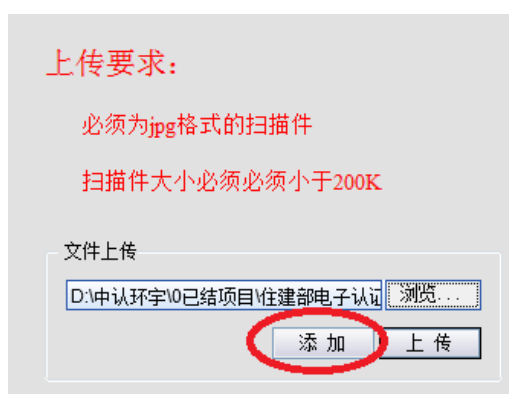 上传要求:
必须为jpg格式的扫描件
扫描件大小必须必须小于200K
文件上传
D:\中认环宇\0已结项目\住建部电子认证 浏览...
添 加 上 传